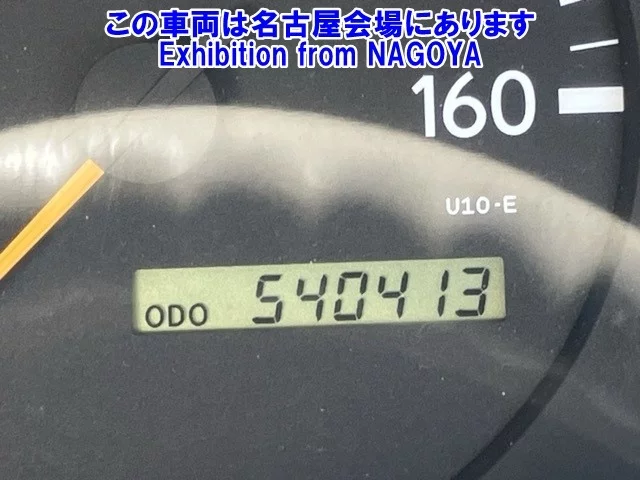 この車両は名古屋会場にあります
Exhibition from NAGOYA
160
U10-E
ODO 540413